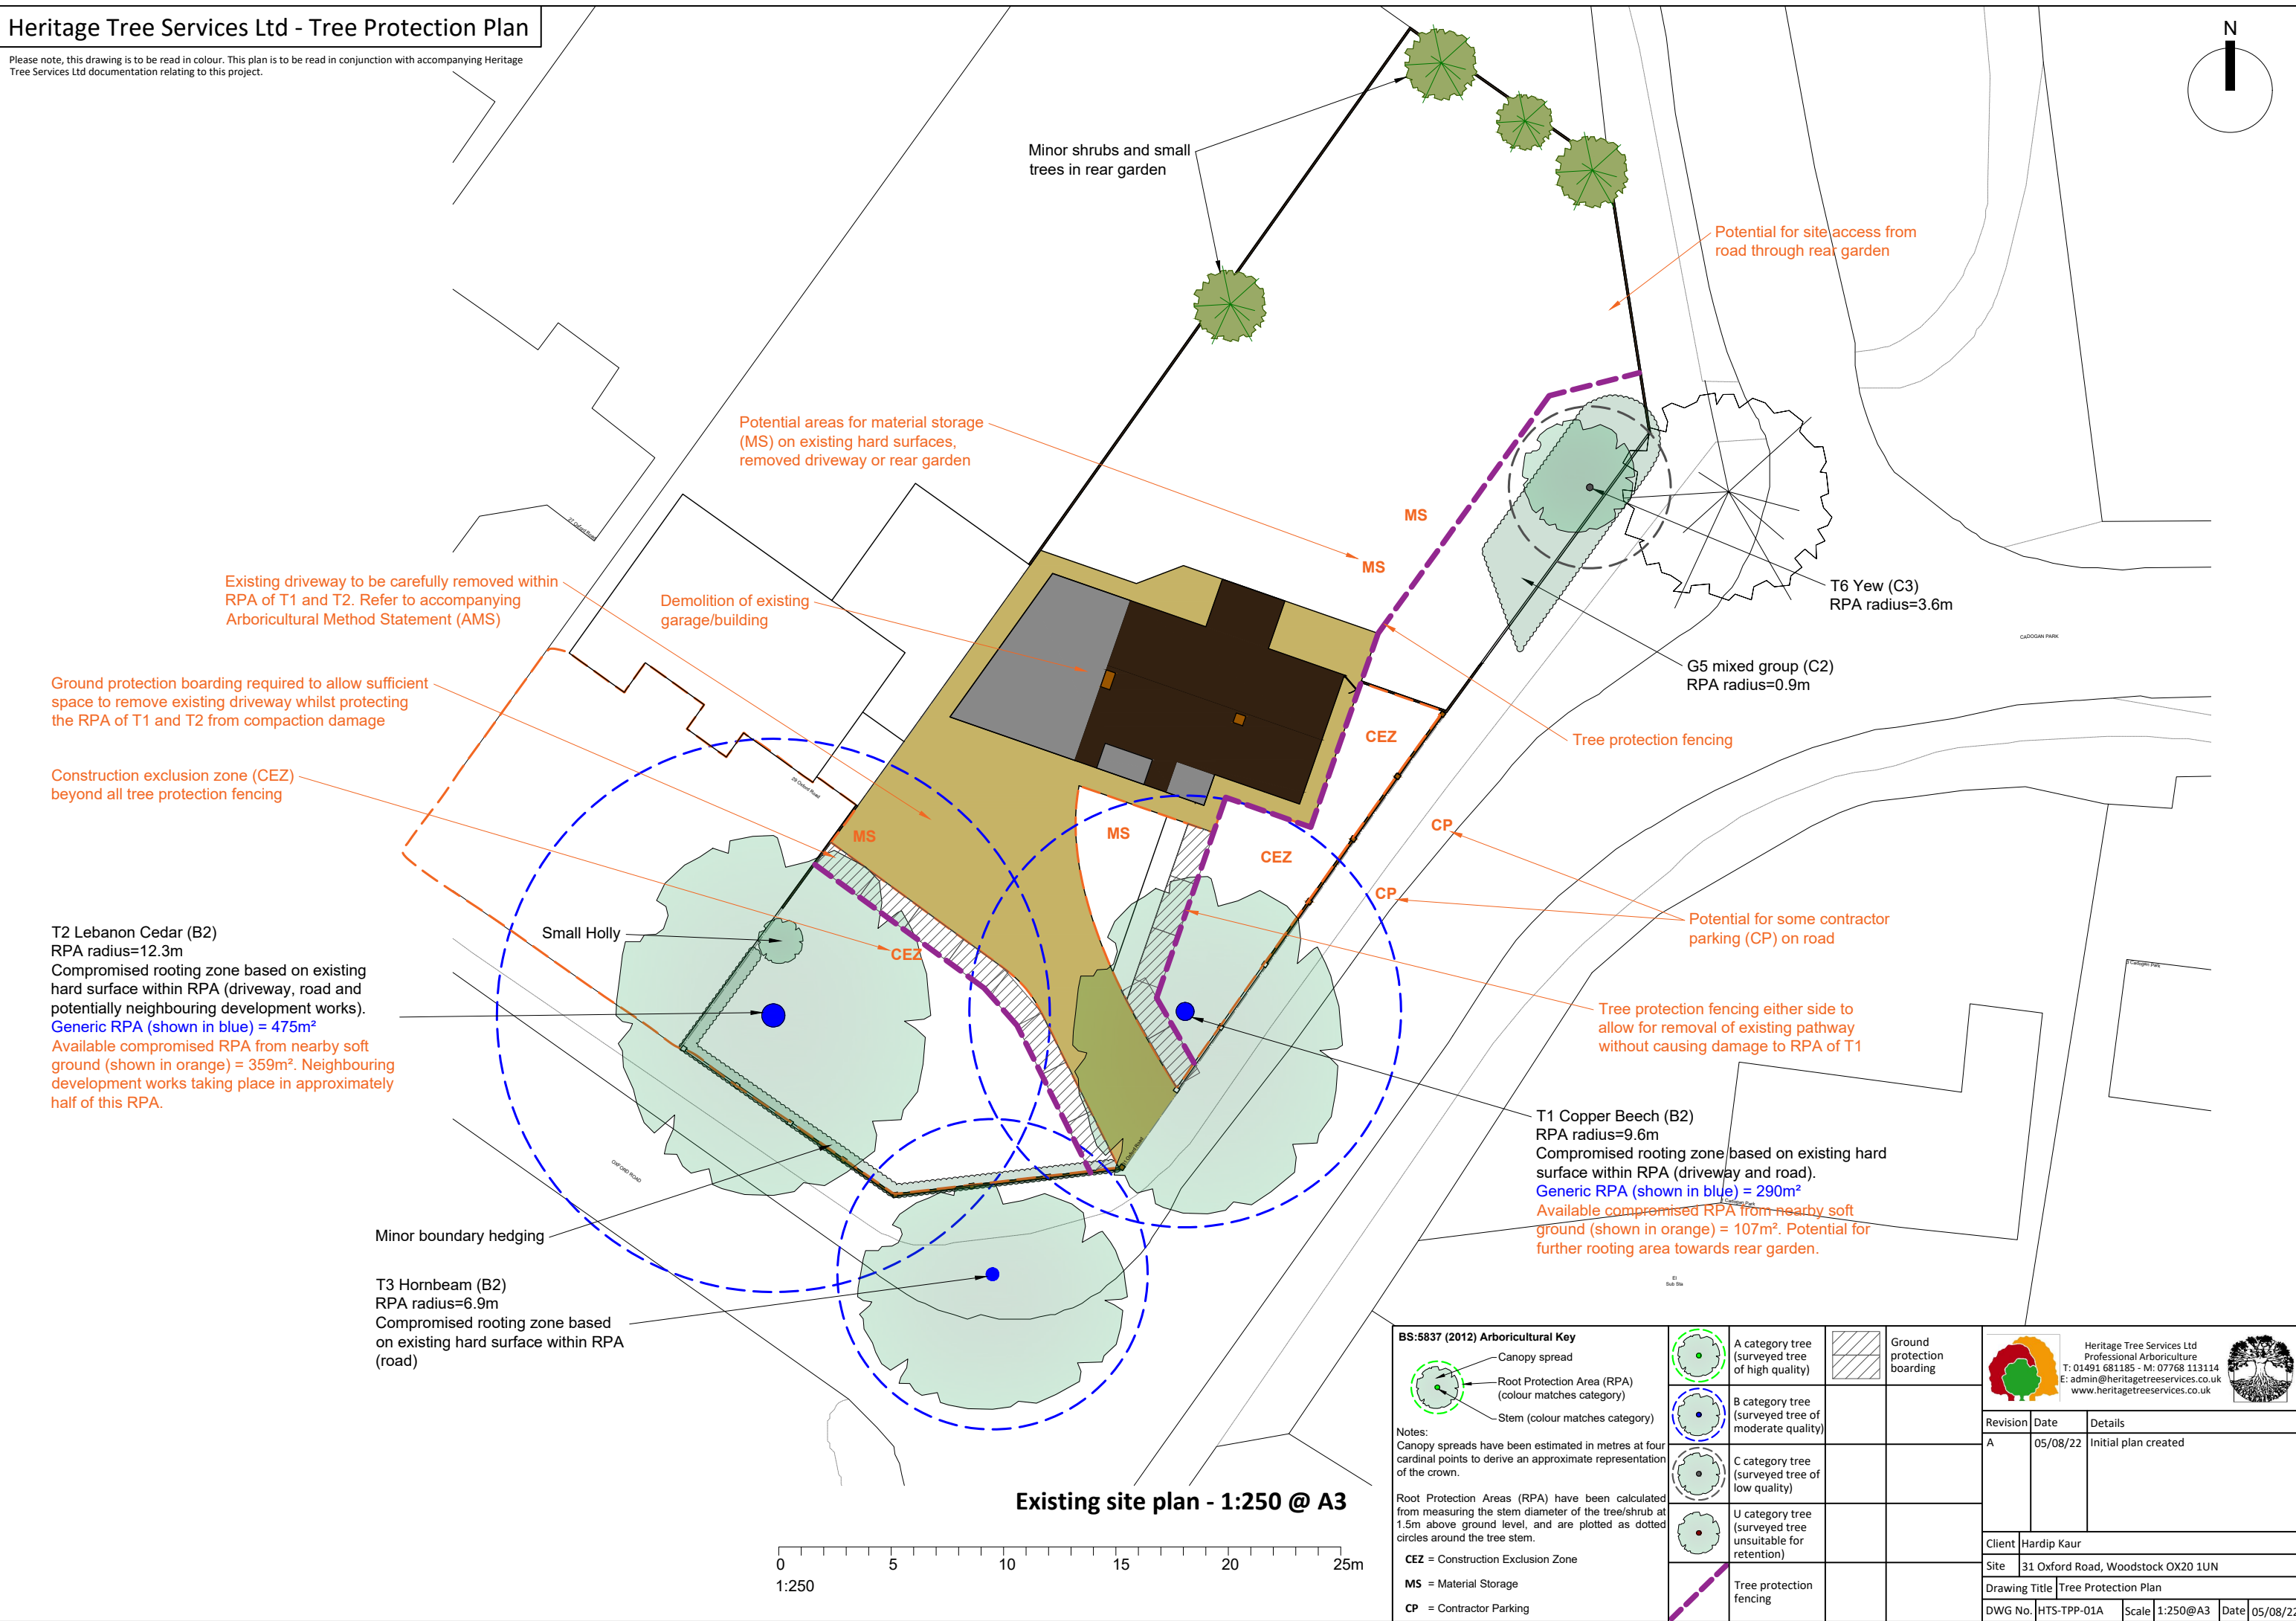 Heritage Tree Services Ltd - Tree Protection Plan
Please note, this drawing is to be read in colour. This plan is to be read in conjunction with accompanying Heritage
Tree Services Ltd documentation relating to this project.
N
Minor shrubs and small
trees in rear garden
Potential for site access from
road through rear garden
Potential areas for material storage
(MS) on existing hard surfaces,
removed driveway or rear garden
MS
MS
27 Oxford Road
Existing driveway to be carefully removed within
RPA of T1 and T2. Refer to accompanying
Arboricultural Method Statement (AMS)
Demolition of existing
garage/building
T6 Yew (C3)
RPA radius=3.6m
CADOGAN PARK
G5 mixed group (C2)
RPA radius=0.9m
Ground protection boarding required to allow sufficient
space to remove existing driveway whilst protecting
the RPA of T1 and T2 from compaction damage
CEZ
Tree protection fencing
Construction exclusion zone (CEZ)
beyond all tree protection fencing
29 Oxford Road
MS
MS
CP
CEZ
CP
T2 Lebanon Cedar (B2)
RPA radius=12.3m
Compromised rooting zone based on existing
hard surface within RPA (driveway, road and
potentially neighbouring development works).
Generic RPA (shown in blue) = 475m²
Available compromised RPA from nearby soft
ground (shown in orange) = 359m². Neighbouring
development works taking place in approximately
half of this RPA.
Small Holly
CEZ
Potential for some contractor
parking (CP) on road
Tree protection fencing either side to
allow for removal of existing pathway
without causing damage to RPA of T1
T1 Copper Beech (B2)
RPA radius=9.6m
Compromised rooting zone based on existing hard
surface within RPA (driveway and road).
Generic RPA (shown in blue) = 290m²
Available compromised RPA from nearby soft
ground (shown in orange) = 107m². Potential for
further rooting area towards rear garden.
Oxford Road
OXFORD ROAD
Minor boundary hedging
T3 Hornbeam (B2)
RPA radius=6.9m
Compromised rooting zone based
on existing hard surface within RPA
(road)
El
Sub Sta
Existing site plan - 1:250 @ A3
0 5 10 15 20 25m
1:250
BS:5837 (2012) Arboricultural Key
Canopy spread
Root Protection Area (RPA)
(colour matches category)
Stem (colour matches category)
Notes:
Canopy spreads have been estimated in metres at four
cardinal points to derive an approximate representation
of the crown.
Root Protection Areas (RPA) have been calculated
from measuring the stem diameter of the tree/shrub at
1.5m above ground level, and are plotted as dotted
circles around the tree stem.
CEZ = Construction Exclusion Zone
MS = Material Storage
CP = Contractor Parking
A category tree
(surveyed tree
of high quality)
B category tree
(surveyed tree of
moderate quality)
C category tree
(surveyed tree of
low quality)
U category tree
(surveyed tree
unsuitable for
retention)
Tree protection
fencing
Ground
protection
boarding
Heritage Tree Services Ltd
Professional Arboriculture
T: 01491 681185 - M: 07768 113114
E: admin@heritagetreeservices.co.uk
www.heritagetreeservices.co.uk
Revision Date Details
A 05/08/22 Initial plan created
Client Hardip Kaur
Site 31 Oxford Road, Woodstock OX20 1UN
Drawing Title Tree Protection Plan
DWG No. HTS-TPP-01A Scale 1:250@A3 Date 05/08/22